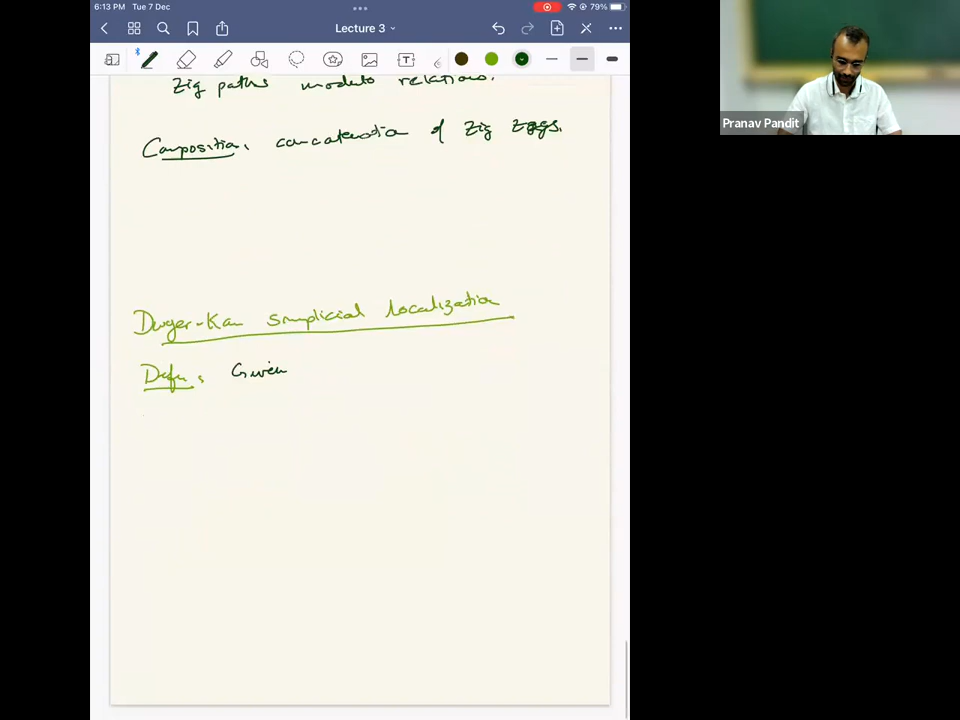 6:13 PM Tue 7 Dec
79%
Lecture 3
Zig paths modulo relations.
Composition. concatenation of Zig Zags.
Dwyer-Kan simplicial localization
Defn. Given
Pranav Pandit